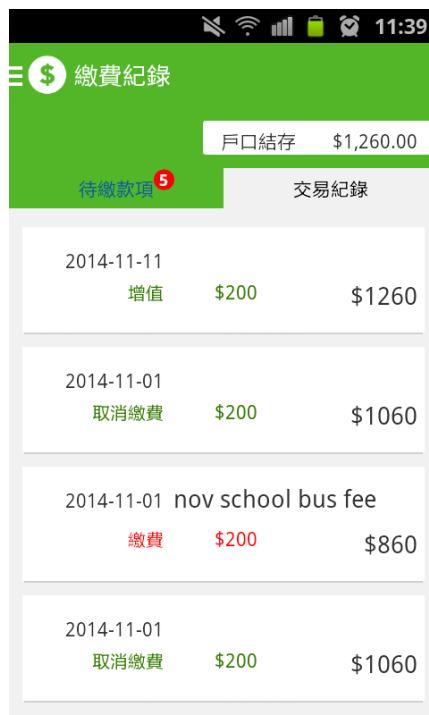 11:39
$ 繳費紀錄
戶口結存 $1,260.00
待繳款項 5 交易紀錄
2014-11-11
增值 $200 $1260
2014-11-01
取消繳費 $200 $1060
2014-11-01 nov school bus fee
繳費 $200 $860
2014-11-01
取消繳費 $200 $1060